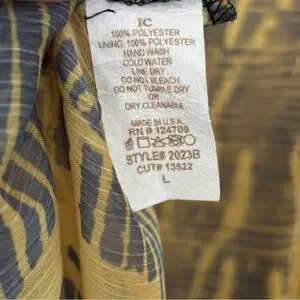 IC
100% POLYESTER
LINING: 100% POLYESTER
HAND WASH
COLD WATER
LINE DRY
DO NOT BLEACH
DO NOT TUMBLE DRY
OR
DRY CLEANABLE
MADE IN U.S.A.
RN # 124709
STYLE# 2023B
CUT# 13522
L